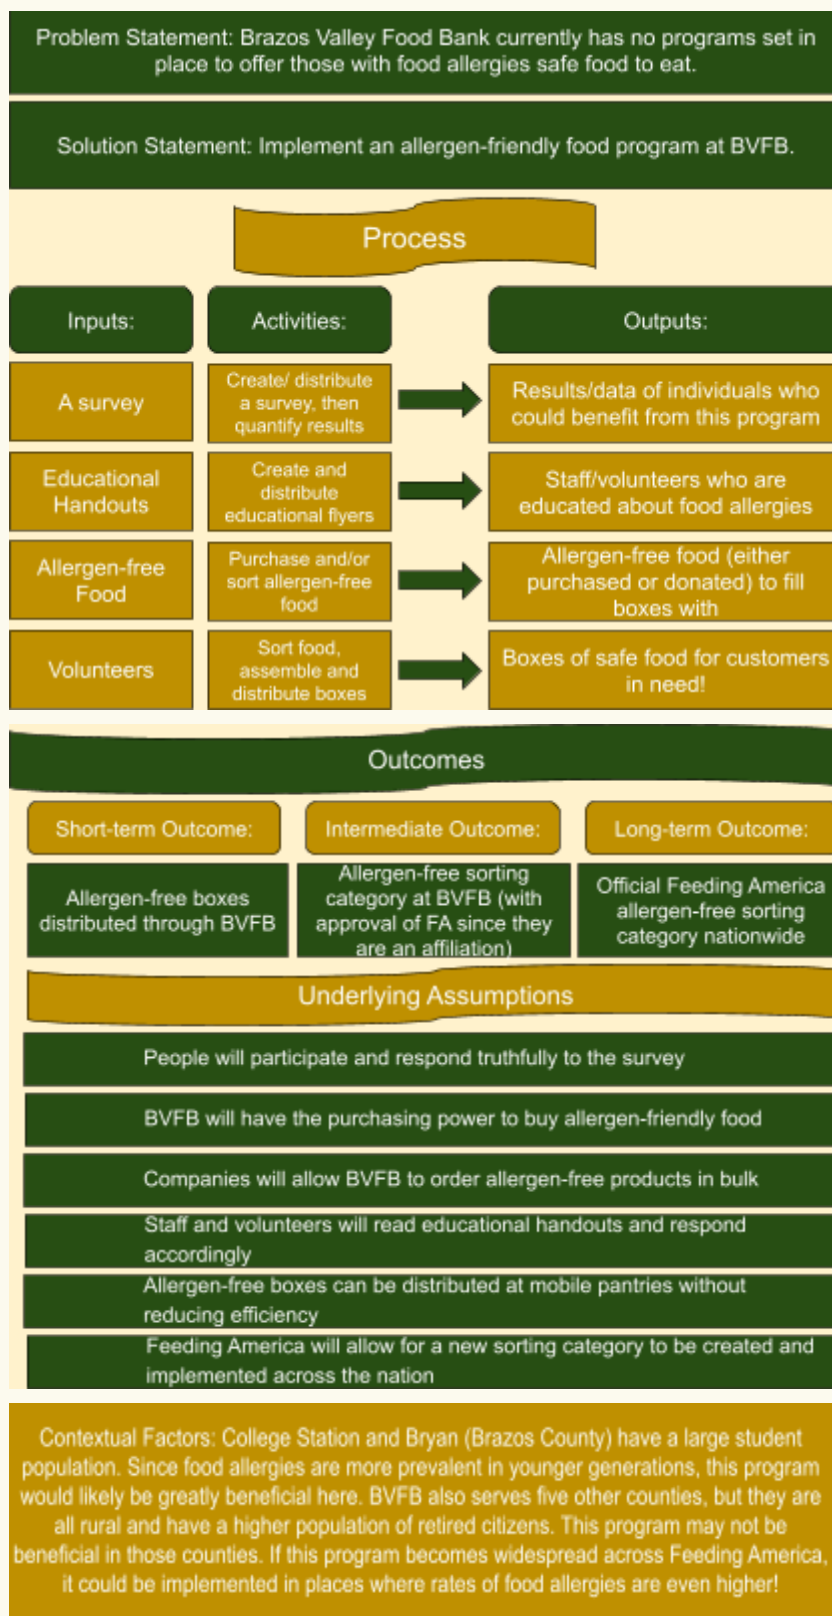 Problem Statement: Brazos Valley Food Bank currently has no programs set in
place to offer those with food allergies safe food to eat.
Solution Statement: Implement an allergen-friendly food program at BVFB.
Process
Inputs:
Activities:
Outputs:
A survey
Create/ distribute
a survey, then
quantify results
Results/data of individuals who
could benefit from this program
Educational
Handouts
Create and
distribute
educational flyers
Staff/volunteers who are
educated about food allergies
Allergen-free
Food
Purchase and/or
sort allergen-free
food
Allergen-free food (either
purchased or donated) to fill
boxes with
Volunteers
Sort food,
assemble and
distribute boxes
Boxes of safe food for customers
in need!
Outcomes
Short-term Outcome:
Intermediate Outcome:
Long-term Outcome:
Allergen-free boxes
distributed through BVFB
Allergen-free sorting
category at BVFB (with
approval of FA since they
are an affiliation)
Official Feeding America
allergen-free sorting
category nationwide
Underlying Assumptions
People will participate and respond truthfully to the survey
BVFB will have the purchasing power to buy allergen-friendly food
Companies will allow BVFB to order allergen-free products in bulk
Staff and volunteers will read educational handouts and respond
accordingly
Allergen-free boxes can be distributed at mobile pantries without
reducing efficiency
Feeding America will allow for a new sorting category to be created and
implemented across the nation
Contextual Factors: College Station and Bryan (Brazos County) have a large student
population. Since food allergies are more prevalent in younger generations, this program
would likely be greatly beneficial here. BVFB also serves five other counties, but they are
all rural and have a higher population of retired citizens. This program may not be
beneficial in those counties. If this program becomes widespread across Feeding America,
it could be implemented in places where rates of food allergies are even higher!